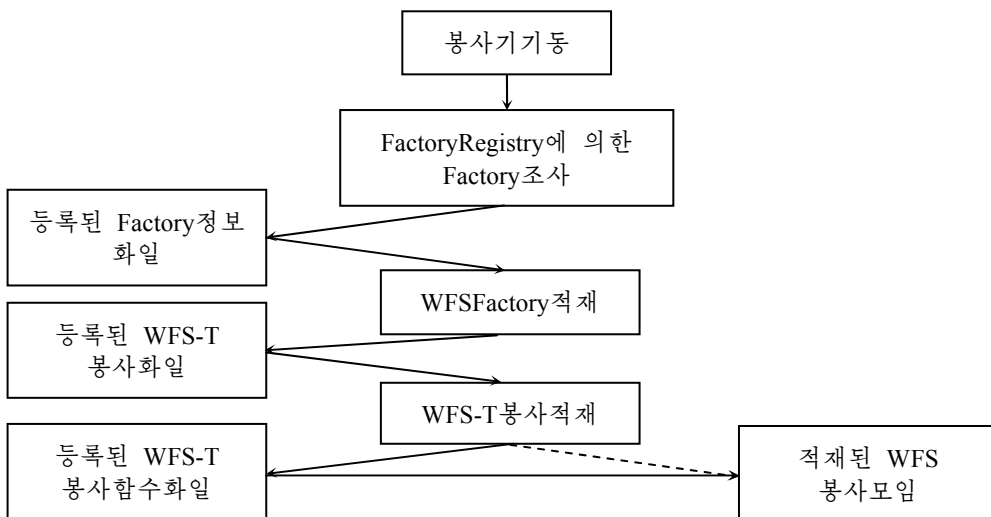 봉사기기동
FactoryRegistry에 의한
Factory조사
등록된 Factory정보
화일
WFSFactory적재
등록된 WFS-T
봉사화일
WFS-T봉사적재
등록된 WFS-T
봉사함수화일
적재된 WFS
봉사모임